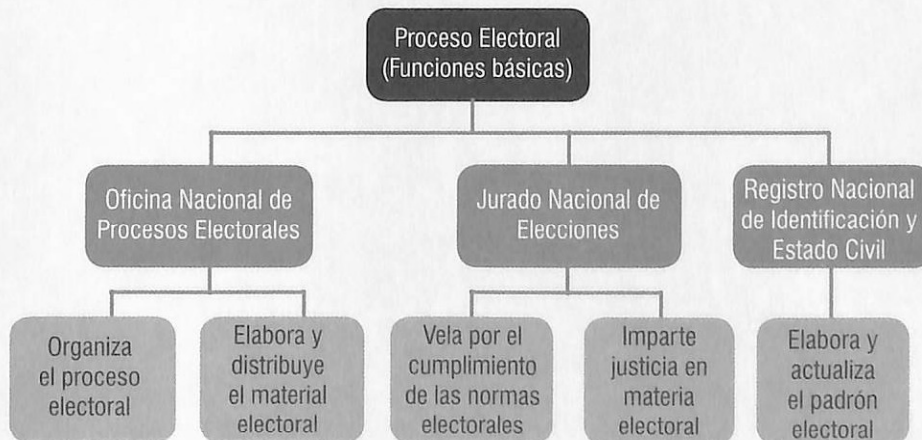 Proceso Electoral
(Funciones básicas)
Oficina Nacional de
Procesos Electorales
Jurado Nacional de
Elecciones
Registro Nacional
de Identificación y
Estado Civil
Organiza
el proceso
electoral
Elabora y
distribuye
el material
electoral
Vela por el
cumplimiento
de las normas
electorales
Imparte
justicia en
materia
electoral
Elabora y
actualiza
el padrón
electoral